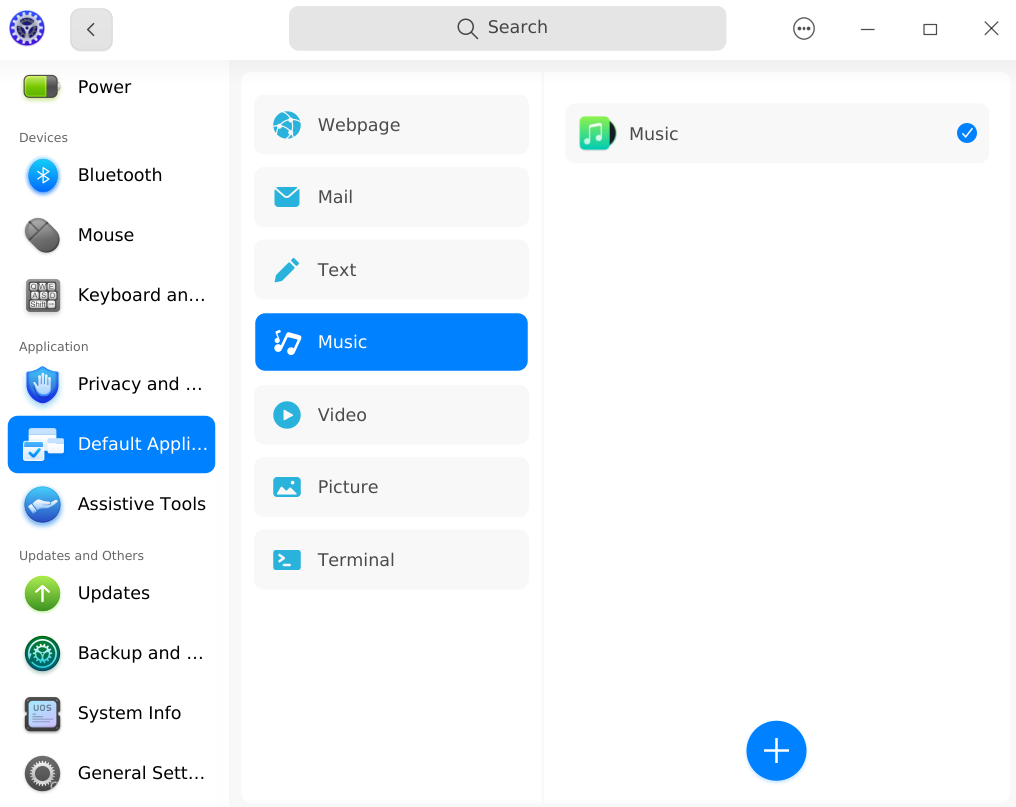 Search
Power
Devices
Bluetooth
Mouse
Keyboard an...
Application
Privacy and ...
Default Appli...
Assistive Tools
Updates and Others
Updates
Backup and ...
UOS
System Info
General Sett...
Webpage
Mail
Text
Music
Video
Picture
Terminal
Music